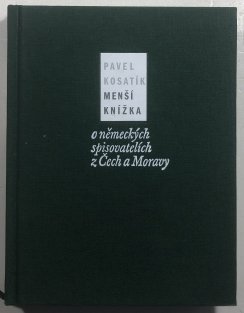 PAVEL
KOSATÍK
MENŠÍ
KNÍŽKA
o německých
spisovatelích
z Čech a Moravy